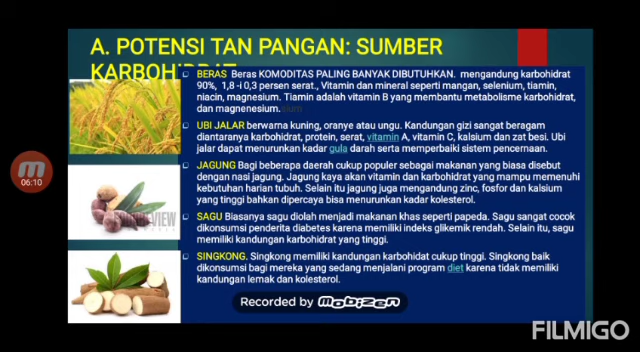 A. POTENSI TAN PANGAN: SUMBER
KARBOHIDRAT
BERAS Beras KOMODITAS PALING BANYAK DIBUTUHKAN. mengandung karbohidrat
90%, 1,8 -i 0,3 persen serat., Vitamin dan mineral seperti mangan, selenium, tiamin,
niacin, magnesium. Tiamin adalah vitamin B yang membantu metabolisme karbohidrat,
dan magnenesium.
UBI JALAR berwarna kuning, oranye atau ungu. Kandungan gizi sangat beragam
diantaranya karbohidrat, protein, serat, vitamin A, vitamin C, kalsium dan zat besi. Ubi
jalar dapat menurunkan kadar gula darah serta memperbaiki sistem pencernaan.
JAGUNG Bagi beberapa daerah cukup populer sebagai makanan yang biasa disebut
dengan nasi jagung. Jagung kaya akan vitamin dan karbohidrat yang mampu memenuhi
kebutuhan harian tubuh. Selain itu jagung juga mengandung zinc, fosfor dan kalsium
yang tinggi bahkan dipercaya bisa menurunkan kadar kolesterol.
SAGU Biasanya sagu diolah menjadi makanan khas seperti papeda. Sagu sangat cocok
dikonsumsi penderita diabetes karena memiliki indeks glikemik rendah. Selain itu, sagu
memiliki kandungan karbohidrat yang tinggi.
SINGKONG. Singkong memiliki kandungan karbohidat cukup tinggi. Singkong baik
dikonsumsi bagi mereka yang sedang menjalani program diet karena tidak memiliki
kandungan lemak dan kolesterol.
06:10
Recorded by mobizen
FILMIGO